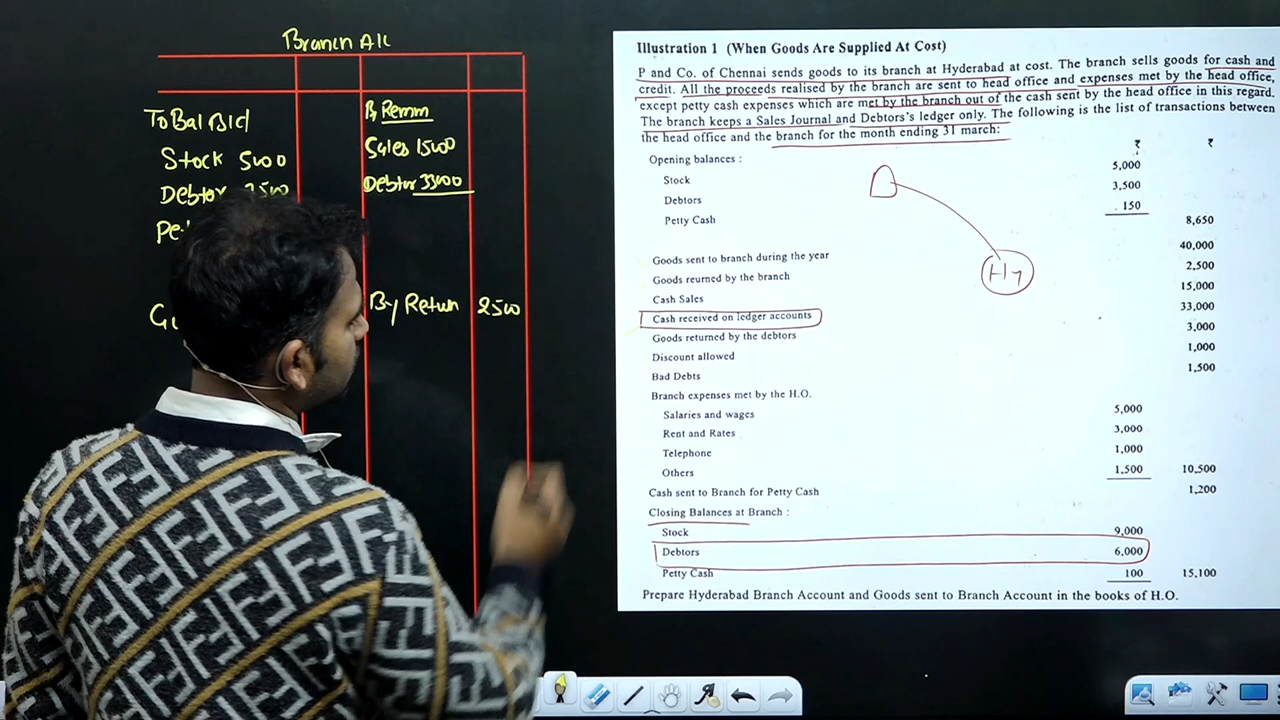 Branch A/c
To Bal B/d
Stock 5000
Debtor
Pe
By Remm
Sales 15000
Debtor 33000
By Return 2500
Illustration 1 (When Goods Are Supplied At Cost)
P and Co. of Chennai sends goods to its branch at Hyderabad at cost. The branch sells goods for cash and
credit. All the proceeds realised by the branch are sent to head office and expenses met by the head office,
except petty cash expenses which are met by the branch out of the cash sent by the head office in this regard.
The branch keeps a Sales Journal and Debtors's ledger only. The following is the list of transactions between
the head office and the branch for the month ending 31 march:
₹ ₹
Opening balances :
Stock 5,000
Debtors 3,500
Petty Cash 150 8,650
Goods sent to branch during the year 40,000
Goods reurned by the branch 2,500
Cash Sales 15,000
Cash received on ledger accounts 33,000
Goods returned by the debtors 3,000
Discount allowed 1,000
Bad Debts 1,500
Branch expenses met by the H.O.
Salaries and wages 5,000
Rent and Rates 3,000
Telephone 1,000
Others 1,500 10,500
Cash sent to Branch for Petty Cash 1,200
Closing Balances at Branch :
Stock 9,000
Debtors 6,000
Petty Cash 100 15,100
Prepare Hyderabad Branch Account and Goods sent to Branch Account in the books of H.O.
Hy